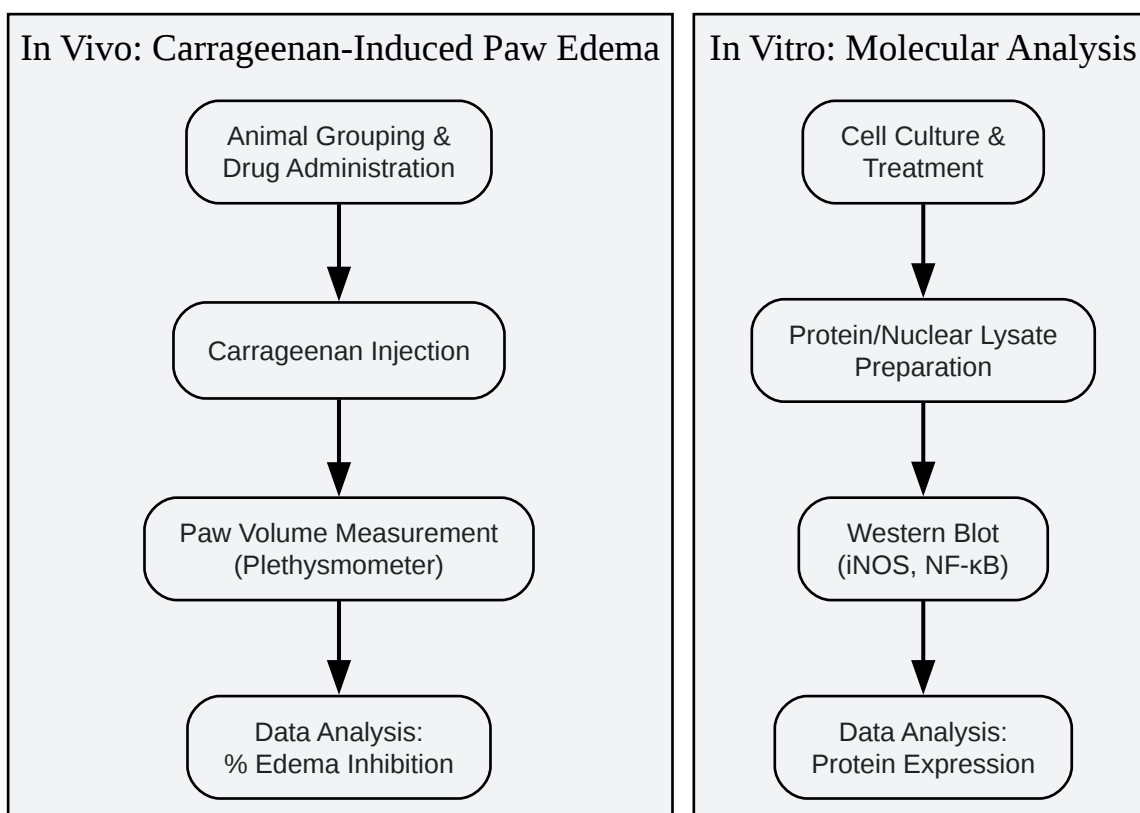 In Vivo: Carrageenan-Induced Paw Edema
Animal Grouping &
Drug Administration
Carrageenan Injection
Paw Volume Measurement
(Plethysmometer)
Data Analysis:
% Edema Inhibition
In Vitro: Molecular Analysis
Cell Culture &
Treatment
Protein/Nuclear Lysate
Preparation
Western Blot
(iNOS, NF-κB)
Data Analysis:
Protein Expression